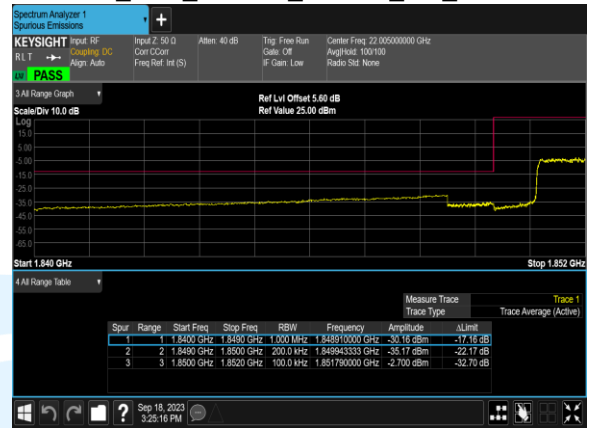 Spectrum Analyzer 1
Spurious Emissions
KEYSIGHT Input: RF Input Z: 50 Ω Atten: 40 dB Trig: Free Run Center Freq: 22.005000000 GHz
RLT Coupling: DC Corr CCorr Gate: Off Avg|Hold: 100/100
Align: Auto Freq Ref: Int (S) IF Gain: Low Radio Std: None
LXI PASS
3 All Range Graph
Ref Lvl Offset 5.60 dB
Scale/Div 10.0 dB Ref Value 25.00 dBm
Log
15.0
5.00
-5.00
-15.0
-25.0
-35.0
-45.0
-55.0
-65.0
Start 1.840 GHz Stop 1.852 GHz
4 All Range Table
Measure Trace Trace 1
Trace Type Trace Average (Active)
Spur Range Start Freq Stop Freq RBW Frequency Amplitude ΔLimit
1 1 1.8400 GHz 1.8490 GHz 1.000 MHz 1.848910000 GHz -30.16 dBm -17.16 dB
2 2 1.8490 GHz 1.8500 GHz 200.0 kHz 1.849943333 GHz -35.17 dBm -22.17 dB
3 3 1.8500 GHz 1.8520 GHz 100.0 kHz 1.851790000 GHz -2.700 dBm -32.70 dB
Sep 18, 2023
3:25:16 PM